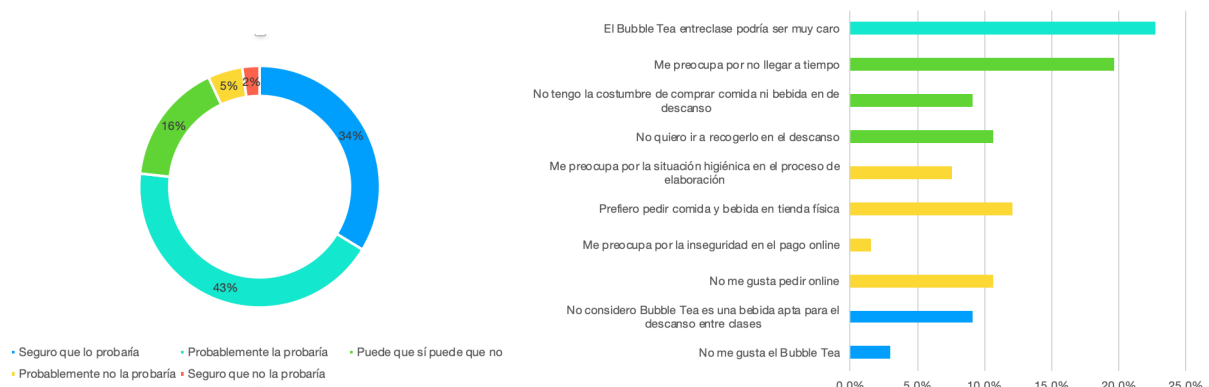 34%
43%
16%
5%
2%
Seguro que lo probaría
Probablemente la probaría
Puede que sí puede que no
Probablemente no la probaría
Seguro que no la probaría
El Bubble Tea entreclase podría ser muy caro
Me preocupa por no llegar a tiempo
No tengo la costumbre de comprar comida ni bebida en de
descanso
No quiero ir a recogerlo en el descanso
Me preocupa por la situación higiénica en el proceso de
elaboración
Prefiero pedir comida y bebida en tienda física
Me preocupa por la inseguridad en el pago online
No me gusta pedir online
No considero Bubble Tea es una bebida apta para el
descanso entre clases
No me gusta el Bubble Tea
0.0% 5.0% 10.0% 15.0% 20.0% 25.0%